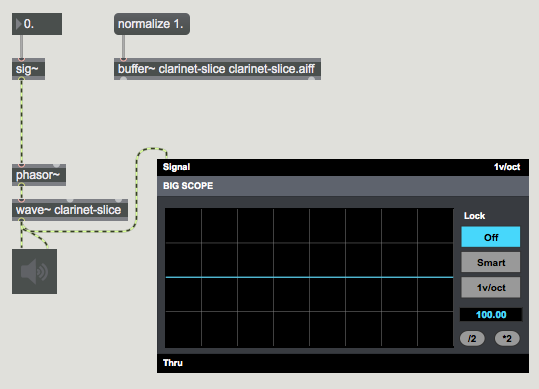 0.
normalize 1.
sig~
buffer~ clarinet-slice clarinet-slice.aiff
phasor~
wave~ clarinet-slice
Signal
1v/oct
BIG SCOPE
Lock
Off
Smart
1v/oct
100.00
/2
*2
Thru